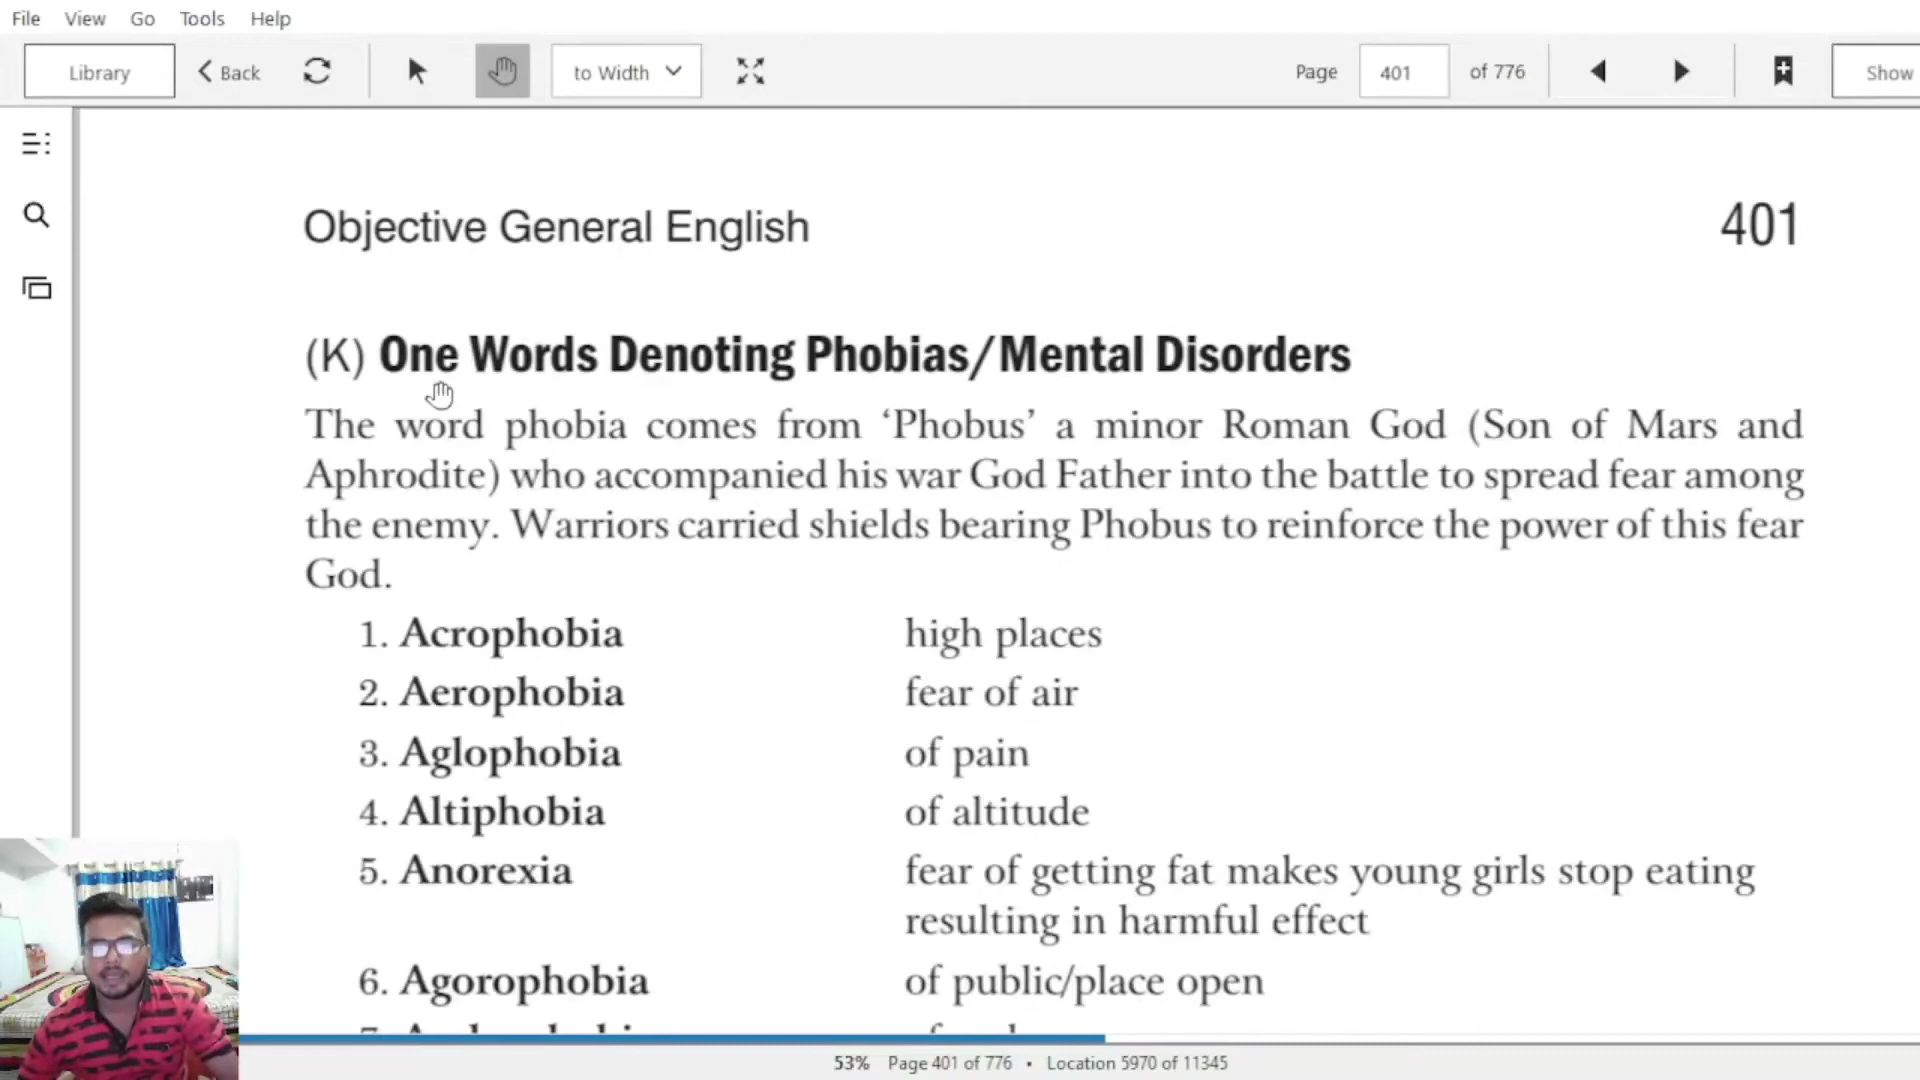 File View Go Tools Help
Library Back to Width Page 401 of 776 Show
Objective General English 401
(K) One Words Denoting Phobias/Mental Disorders
The word phobia comes from ‘Phobus’ a minor Roman God (Son of Mars and
Aphrodite) who accompanied his war God Father into the battle to spread fear among
the enemy. Warriors carried shields bearing Phobus to reinforce the power of this fear
God.
1. Acrophobia high places
2. Aerophobia fear of air
3. Aglophobia of pain
4. Altiphobia of altitude
5. Anorexia fear of getting fat makes young girls stop eating
resulting in harmful effect
6. Agorophobia of public/place open
53% Page 401 of 776 • Location 5970 of 11345